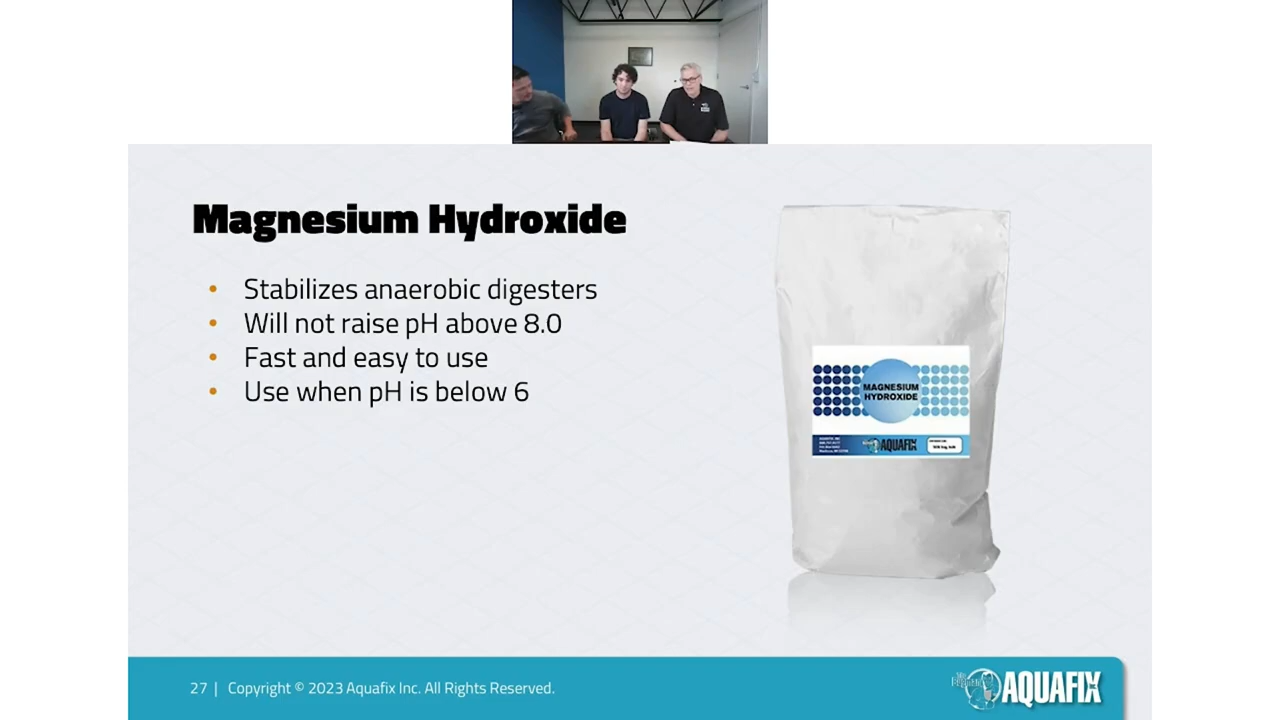 Magnesium Hydroxide
• Stabilizes anaerobic digesters
• Will not raise pH above 8.0
• Fast and easy to use
• Use when pH is below 6
MAGNESIUM
HYDROXIDE
AQUAFIX
27 | Copyright © 2023 Aquafix Inc. All Rights Reserved.
AQUAFIX